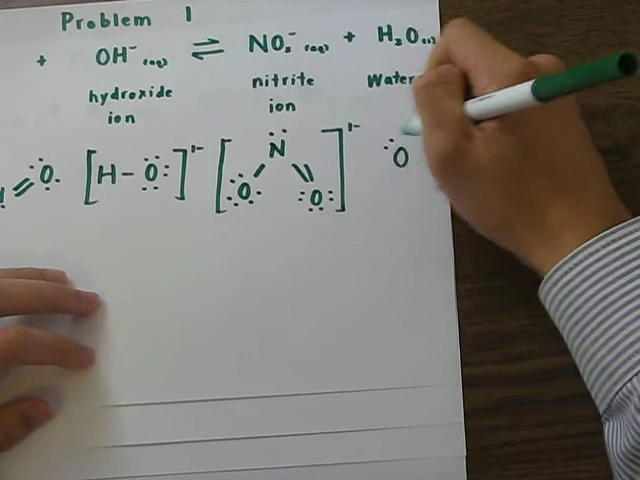 Problem 1
+ OH⁻ (aq) ⇌ NO₂⁻ (aq) + H₂O
hydroxide nitrite Water
ion ion
O [H - O]¹⁻ [O N O]¹⁻ O